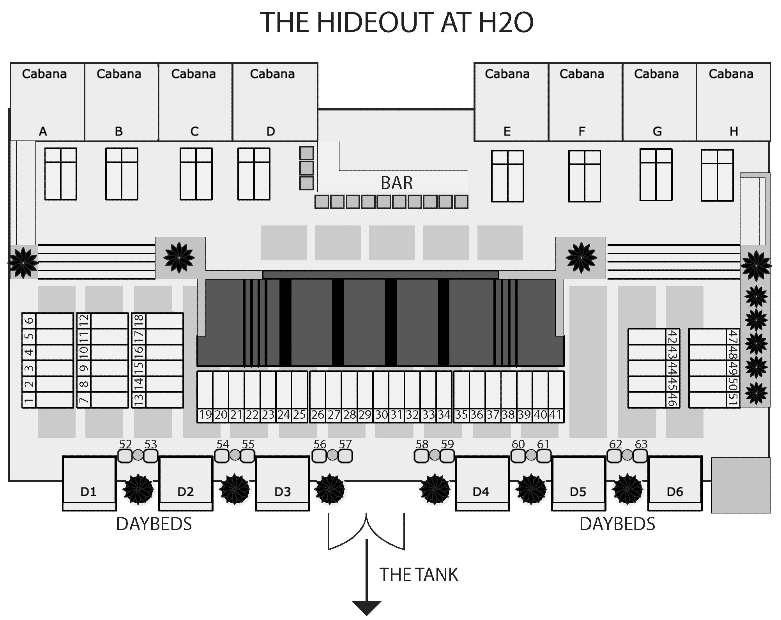 THE HIDEOUT AT H2O
Cabana Cabana Cabana Cabana Cabana Cabana Cabana Cabana
A B C D E F G H
BAR
6 12 18
5 11 17
4 10 16
3 9 15
2 8 14
1 7 13
42 47
43 48
44 49
45 50
46 51
19 20 21 22 23 24 25 26 27 28 29 30 31 32 33 34 35 36 37 38 39 40 41
52 53 54 55 56 57 58 59 60 61 62 63
D1 D2 D3 D4 D5 D6
DAYBEDS DAYBEDS
THE TANK